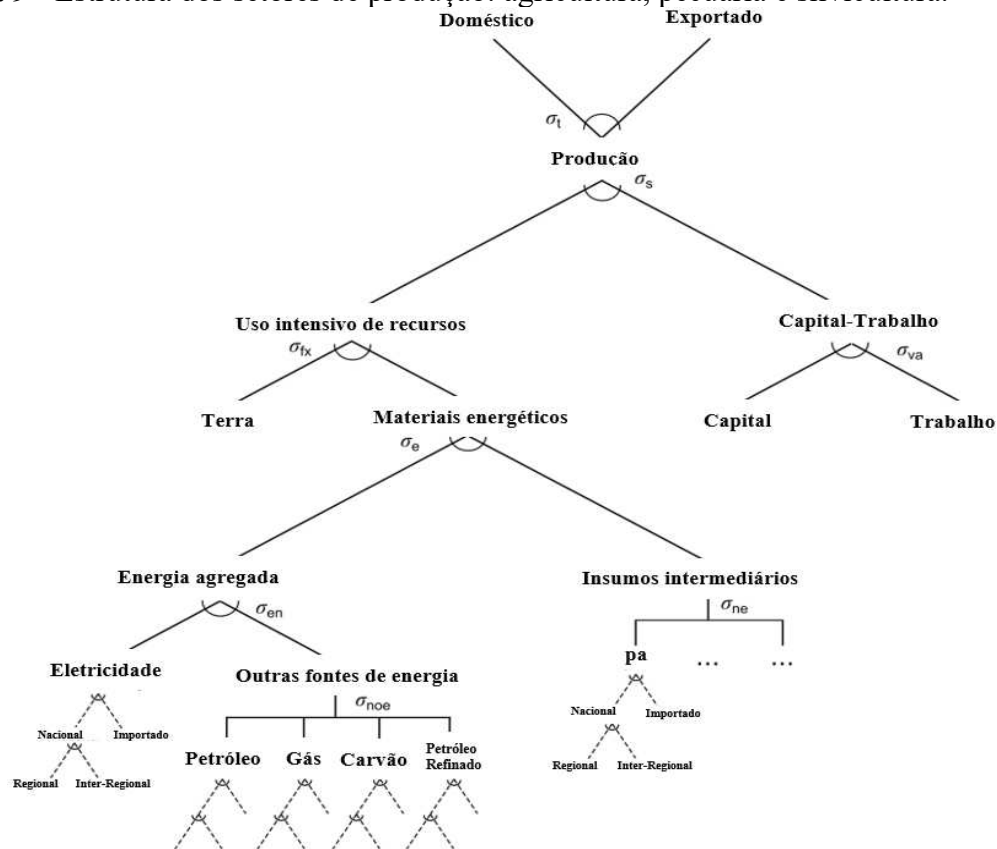 Estrutura dos setores de produção: agricultura, pecuária e silvicultura.
Doméstico Exportado
σt
Produção
σs
Uso intensivo de recursos Capital-Trabalho
σfx σva
Terra Materiais energéticos Capital Trabalho
σe
Energia agregada Insumos intermediários
σen σne
Eletricidade Outras fontes de energia pa ... ...
σnoe
Nacional Importado Nacional Importado
Petróleo Gás Carvão Petróleo
Refinado
Regional Inter-Regional Regional Inter-Regional